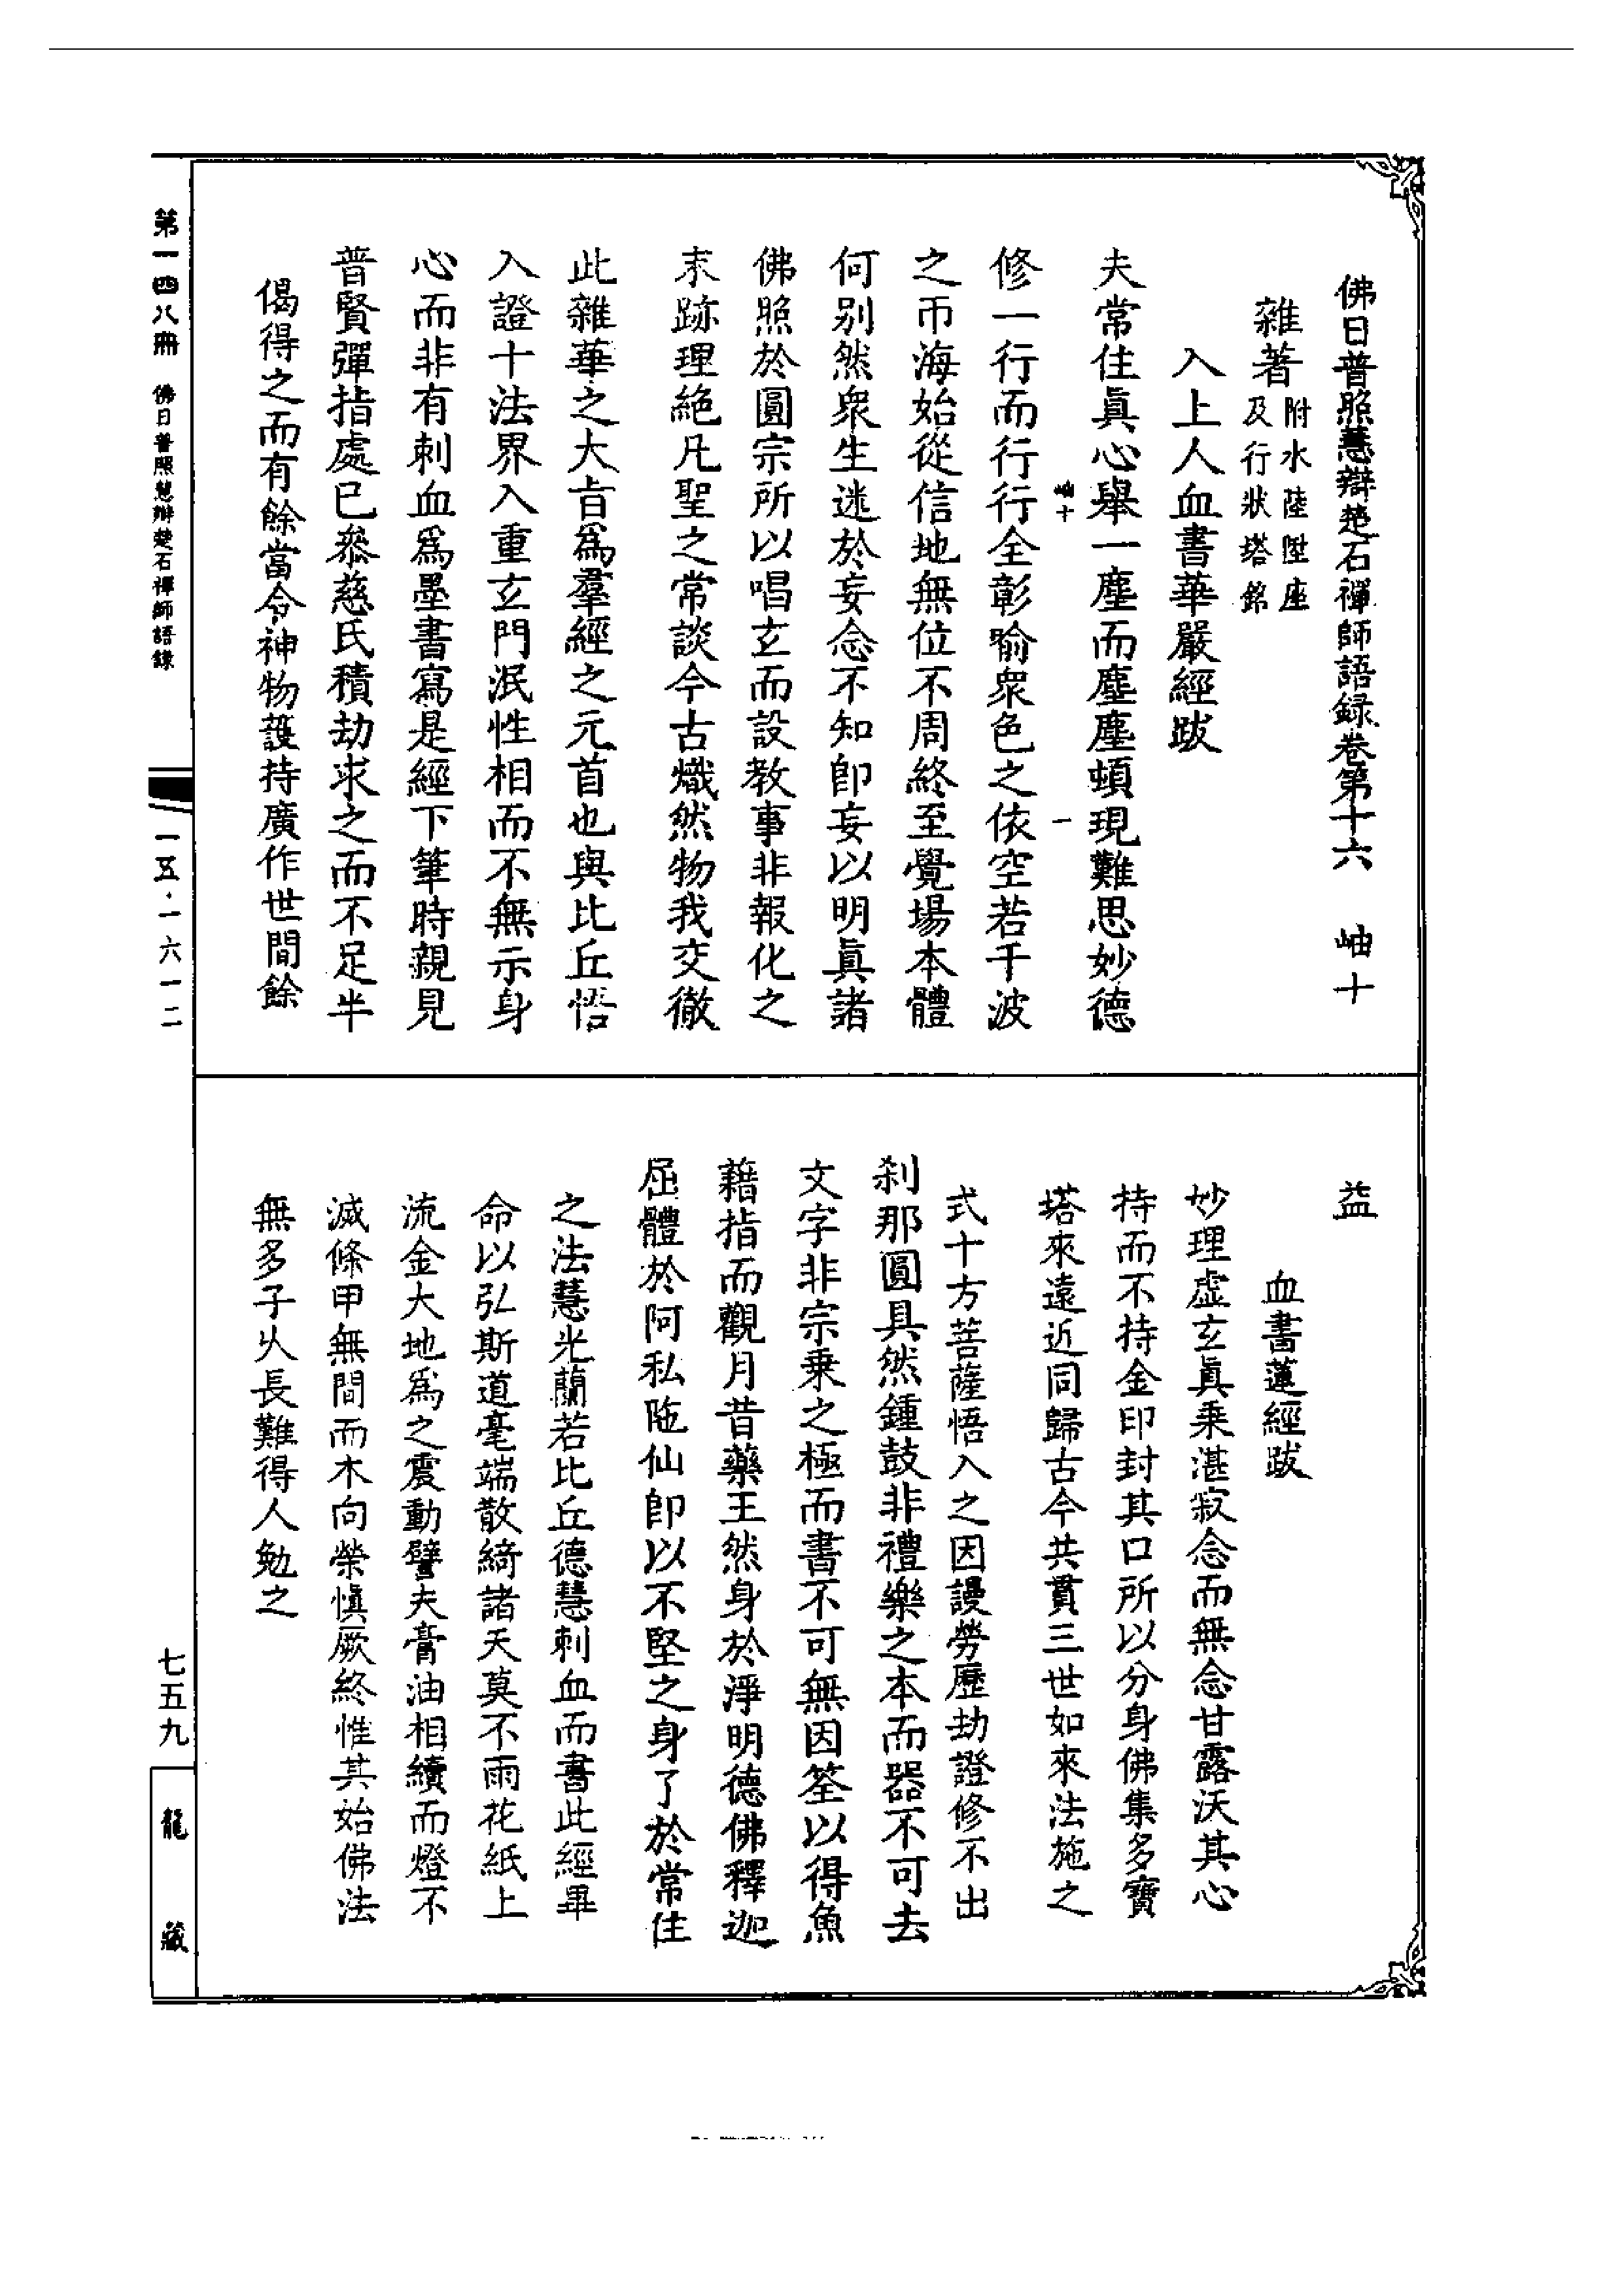 佛日普照慧辯楚石禪師語録卷第十六　岫十
雜著附水陸陞座及行狀塔銘
入上人血書華嚴經跋
夫常住眞心舉一塵而塵塵頓現難思妙德
岫十　一
修一行而行行全彰喻衆色之依空若千波
之帀海始從信地無位不周終至覺場本體
何别然衆生迷於妄念不知卽妄以明眞諸
佛照於圓宗所以唱玄而設教事非報化之
末跡理絶凡聖之常談今古熾然物我交徹
此雜華之大旨爲羣經之元首也與比丘悟
入證十法界入重玄門泯性相而不無示身
心而非有刺血爲墨書寫是經下筆時親見
普賢彈指處已叅慈氏積劫求之而不足半
偈得之而有餘當令神物護持廣作世間餘
益
血書蓮經跋
妙理虛玄眞乘湛寂念而無念甘露沃其心
持而不持金印封其口所以分身佛集多寶
塔來遠近同歸古今共貫三世如來法施之
式十方菩薩悟入之因謾勞歷劫證修不出
刹那圓具然鍾鼓非禮樂之本而器不可去
文字非宗乘之極而書不可無因筌以得魚
藉指而觀月昔藥王然身於淨明德佛釋迦
屈體於阿私陁仙卽以不堅之身了於常住
之法慧光蘭若比丘德慧刺血而書此經畢
命以弘斯道毫端散綺諸天莫不雨花紙上
流金大地爲之震動譬夫膏油相續而燈不
滅條甲無間而木向榮愼厥終惟其始佛法
無多子乆長難得人勉之
第一四八冊　佛日普照慧辯楚石禪師語錄
一五·一六一二
七五九
龍藏